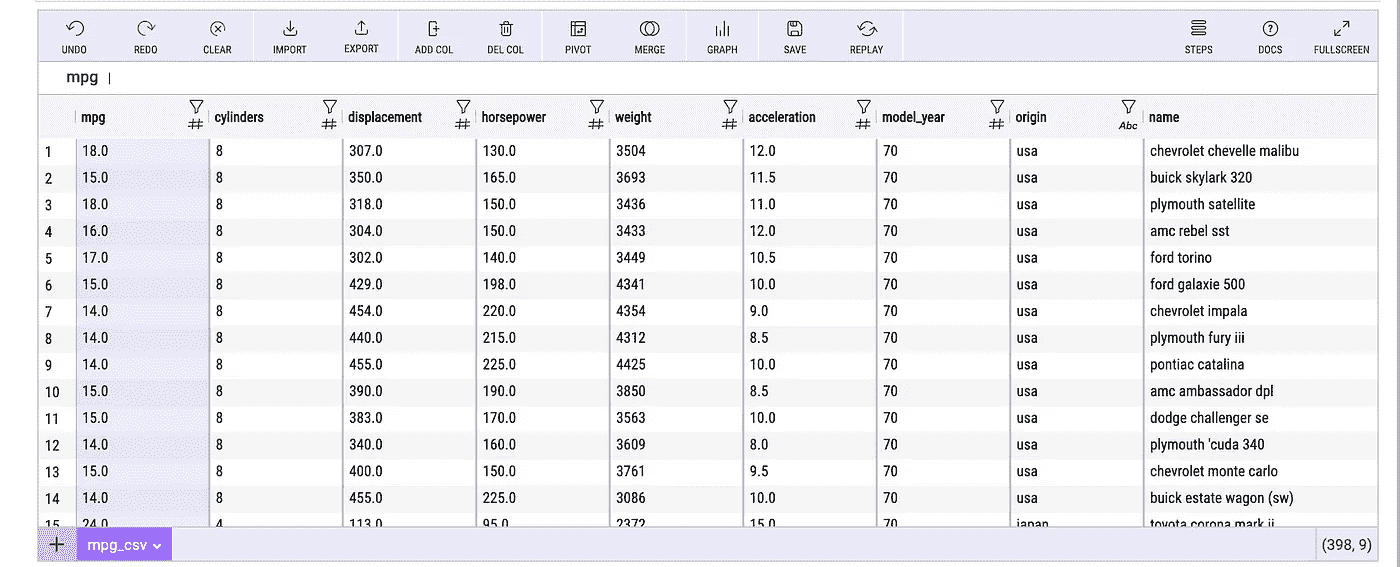 UNDO REDO CLEAR IMPORT EXPORT ADD COL DEL COL PIVOT MERGE GRAPH SAVE REPLAY STEPS DOCS FULLSCREEN
mpg
mpg # cylinders # displacement # horsepower # weight # acceleration # model_year # origin Abc name
1 18.0 8 307.0 130.0 3504 12.0 70 usa chevrolet chevelle malibu
2 15.0 8 350.0 165.0 3693 11.5 70 usa buick skylark 320
3 18.0 8 318.0 150.0 3436 11.0 70 usa plymouth satellite
4 16.0 8 304.0 150.0 3433 12.0 70 usa amc rebel sst
5 17.0 8 302.0 140.0 3449 10.5 70 usa ford torino
6 15.0 8 429.0 198.0 4341 10.0 70 usa ford galaxie 500
7 14.0 8 454.0 220.0 4354 9.0 70 usa chevrolet impala
8 14.0 8 440.0 215.0 4312 8.5 70 usa plymouth fury iii
9 14.0 8 455.0 225.0 4425 10.0 70 usa pontiac catalina
10 15.0 8 390.0 190.0 3850 8.5 70 usa amc ambassador dpl
11 15.0 8 383.0 170.0 3563 10.0 70 usa dodge challenger se
12 14.0 8 340.0 160.0 3609 8.0 70 usa plymouth 'cuda 340
13 15.0 8 400.0 150.0 3761 9.5 70 usa chevrolet monte carlo
14 14.0 8 455.0 225.0 3086 10.0 70 usa buick estate wagon (sw)
15 24.0 4 113.0 95.0 2372 15.0 70 japan toyota corona mark ii
+ mpg_csv (398, 9)